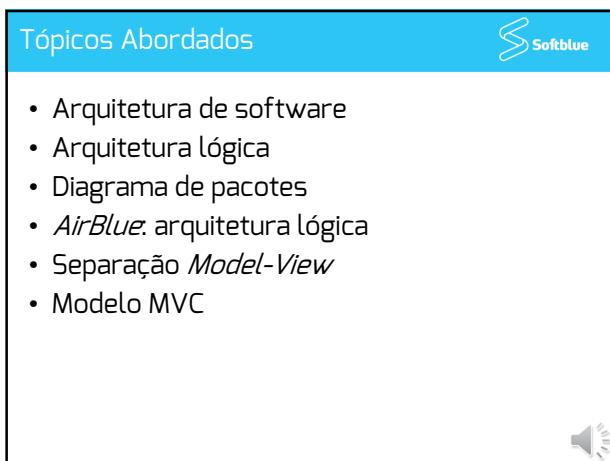 Tópicos Abordados
Softblue
• Arquitetura de software
• Arquitetura lógica
• Diagrama de pacotes
• AirBlue: arquitetura lógica
• Separação Model-View
• Modelo MVC